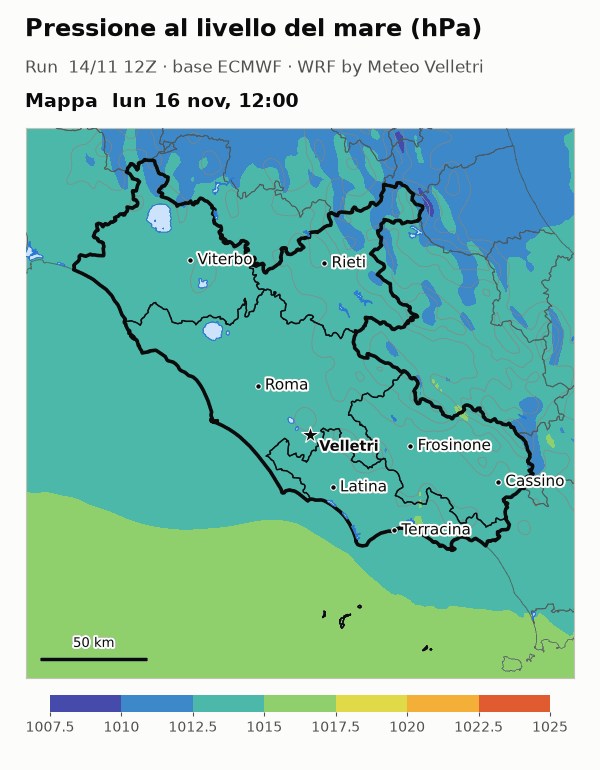 Pressione al livello del mare (hPa)
Run  14/11 12Z · base ECMWF · WRF by Meteo Velletri
Mappa  lun 16 nov, 12:00
Viterbo
Rieti
Roma
Velletri
Frosinone
Cassino
Latina
Terracina
50 km
1007.5 1010 1012.5 1015 1017.5 1020 1022.5 1025